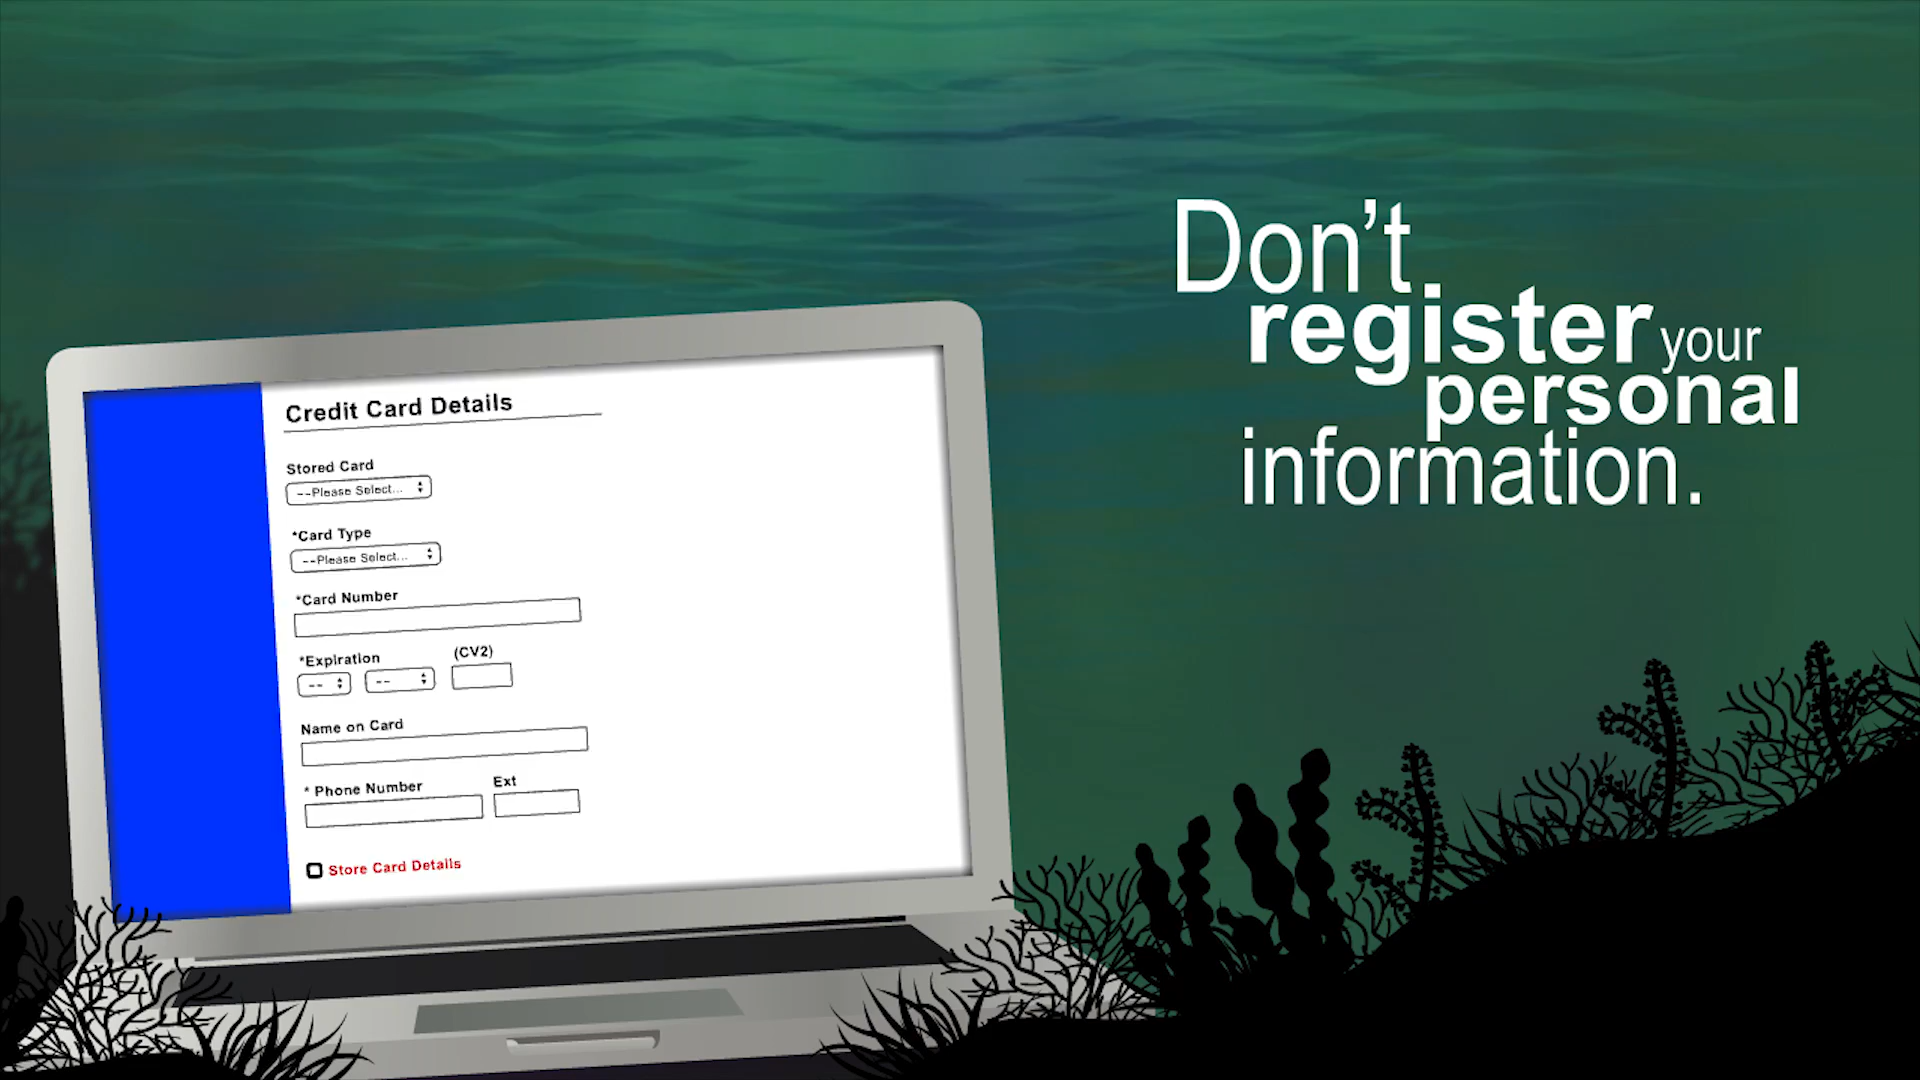 Don't
register your
personal
information.
Credit Card Details
Stored Card
--Please Select...
*Card Type
--Please Select...
*Card Number
*Expiration (CV2)
-- --
Name on Card
* Phone Number Ext
Store Card Details